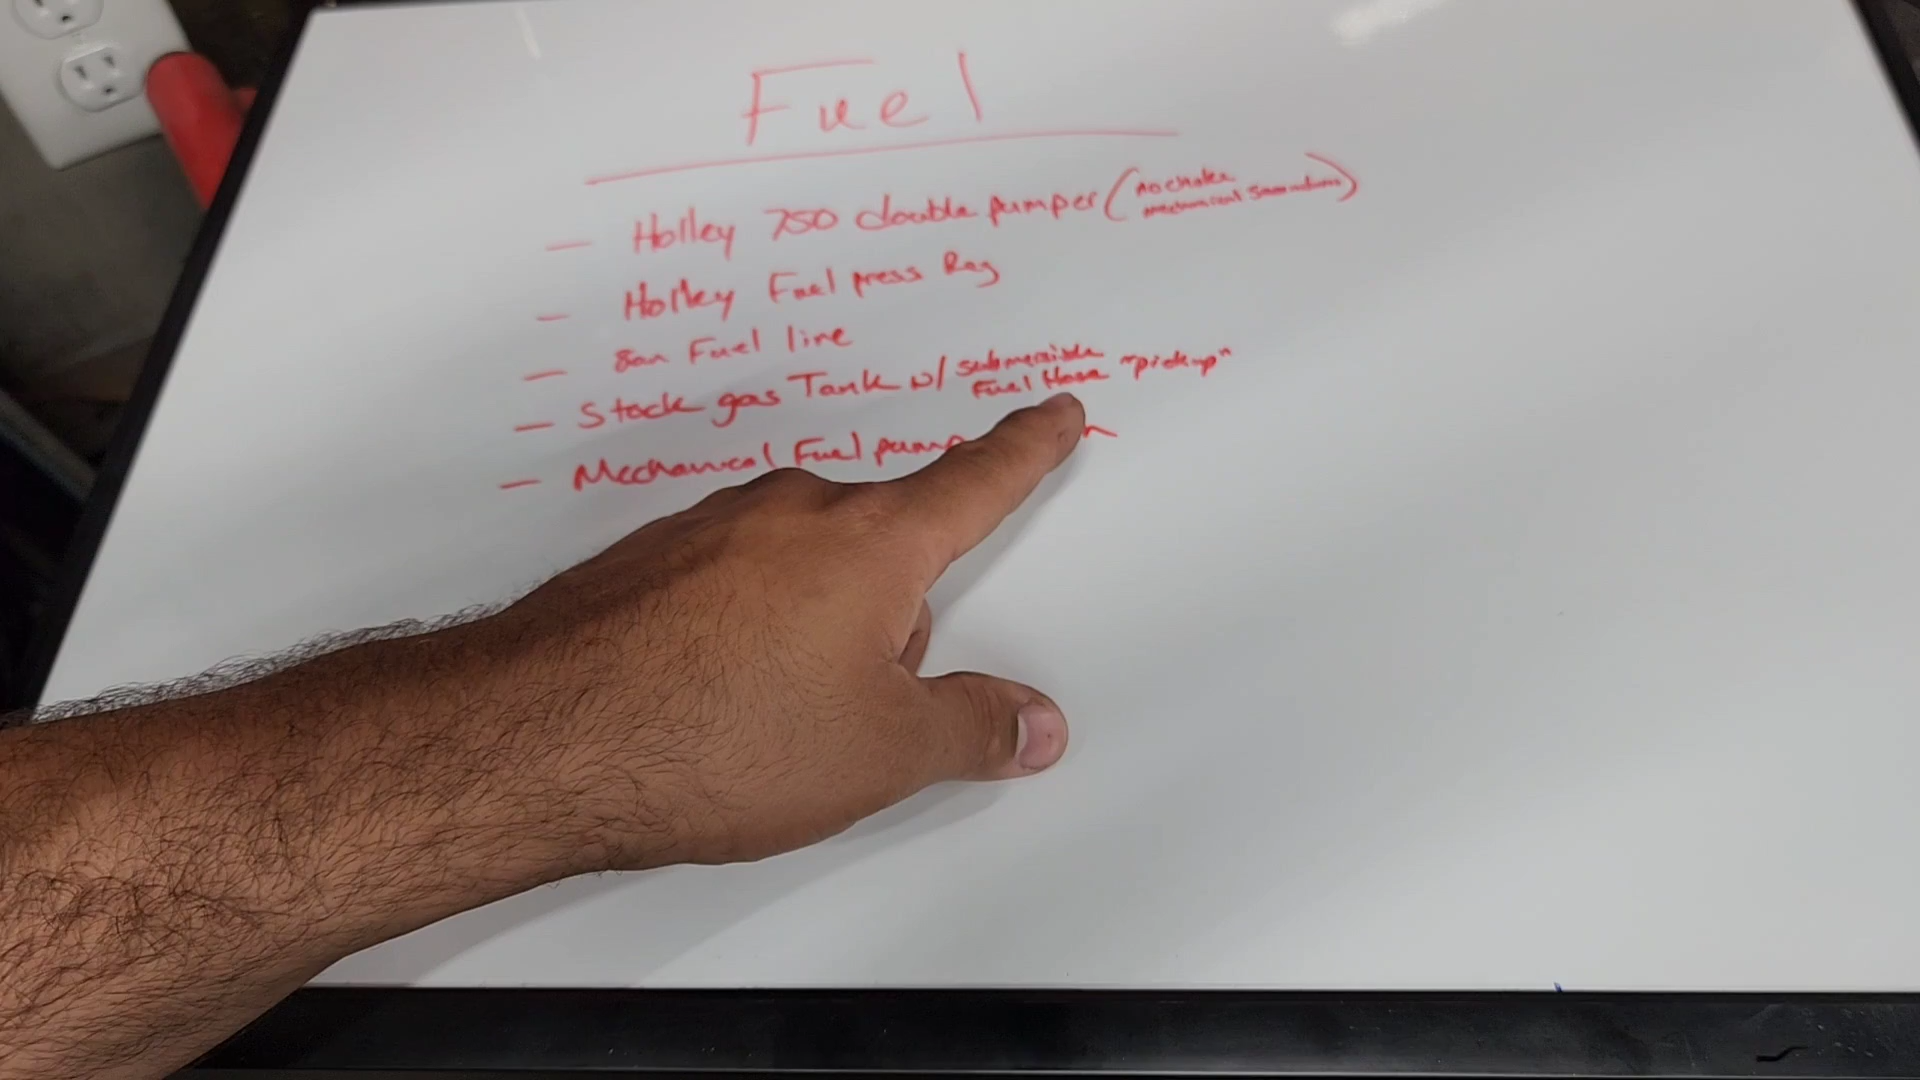 Fuel
— Holley 750 double pumper (no choke mechanical secondaries)
— Holley Fuel press Reg
— 8an Fuel line
— Stock gas Tank w/ submersible Fuel Hose "pickup"
— Mechanical Fuel pump